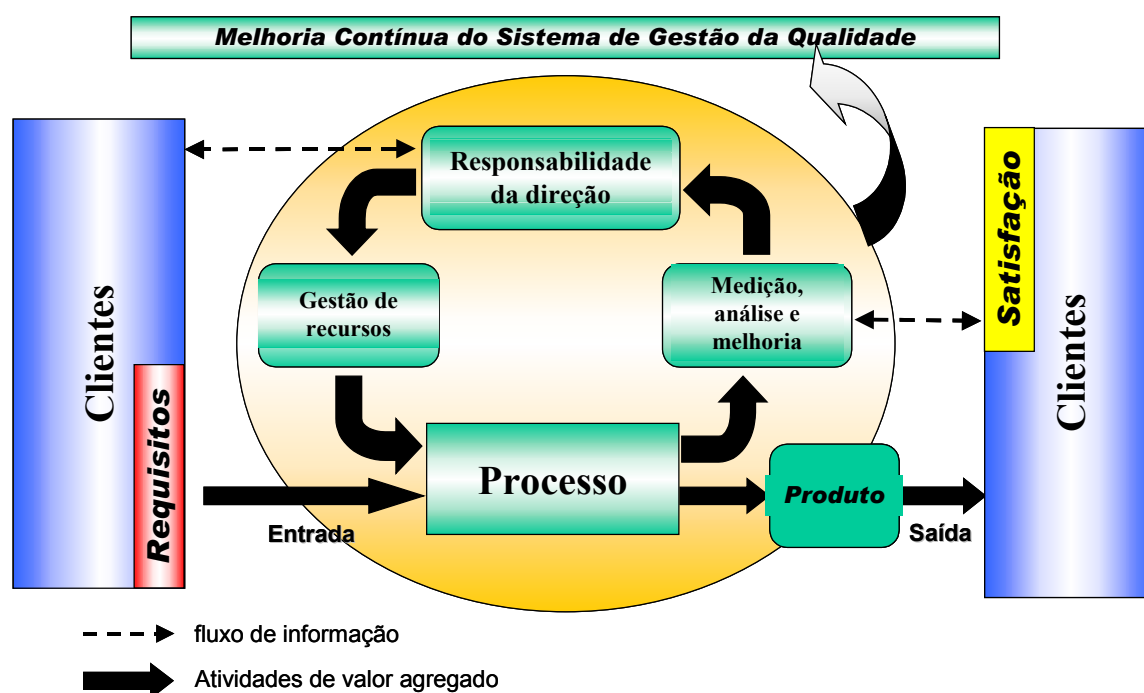 Melhoria Contínua do Sistema de Gestão da Qualidade
Clientes
Requisitos
Responsabilidade
da direção
Gestão de
recursos
Medição,
análise e
melhoria
Processo
Entrada
Produto
Saída
Satisfação
Clientes
fluxo de informação
Atividades de valor agregado